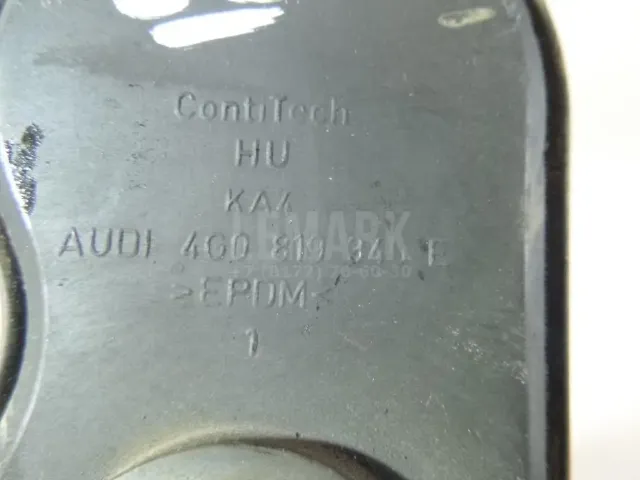 ContiTech
HU
KA4
AUDI 4G0 819 E
>EPDM<
1